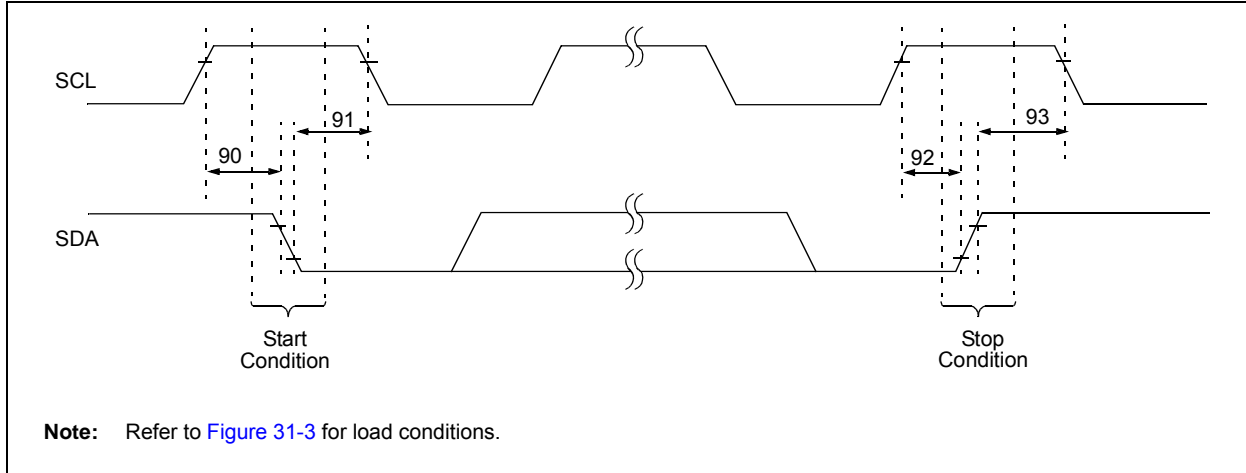 SCL
91
93
90
92
SDA
Start
Condition
Stop
Condition
Note: Refer to Figure 31-3 for load conditions.